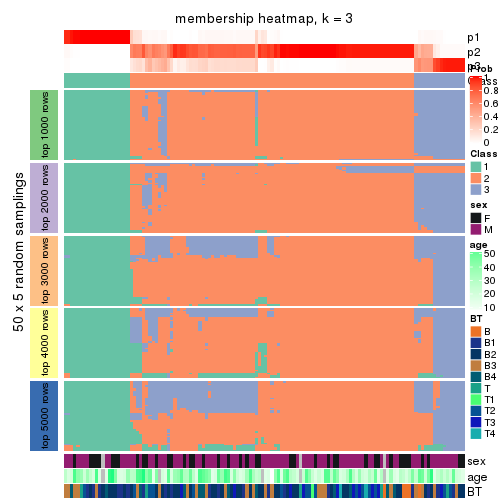 membership heatmap, k = 3
p1
p2
p3
Class
Prob
1
0.8
0.6
0.4
0.2
0
Class
1
2
3
sex
F
M
age
50
40
30
20
10
BT
B
B1
B2
B3
B4
T
T1
T2
T3
T4
50 x 5 random samplings
top 1000 rows
top 2000 rows
top 3000 rows
top 4000 rows
top 5000 rows
sex
age
BT